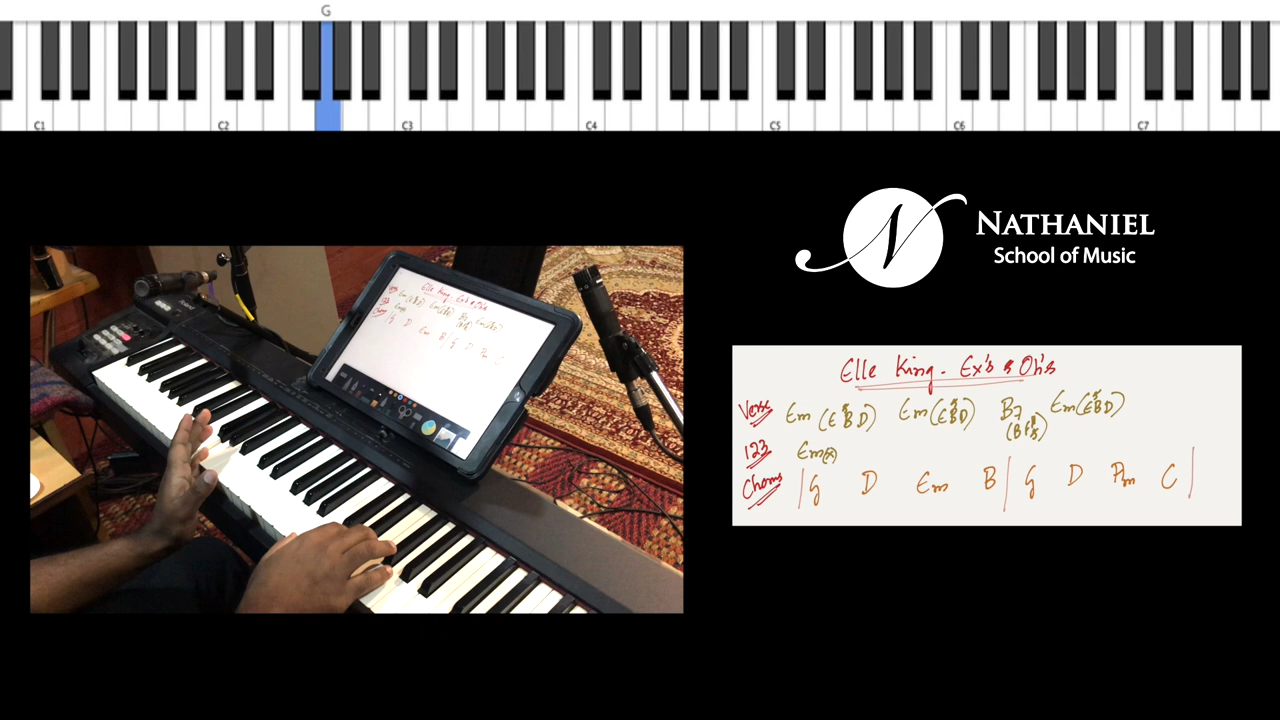 G
C1 C2 C3 C4 C5 C6 C7
NATHANIEL
School of Music
Elle King - Ex's & Oh's
Verse Em (E B D) Em (E B D) B7 Em (E B D)
123 Em(x)
Chorus | G D Em B | G D Am C |